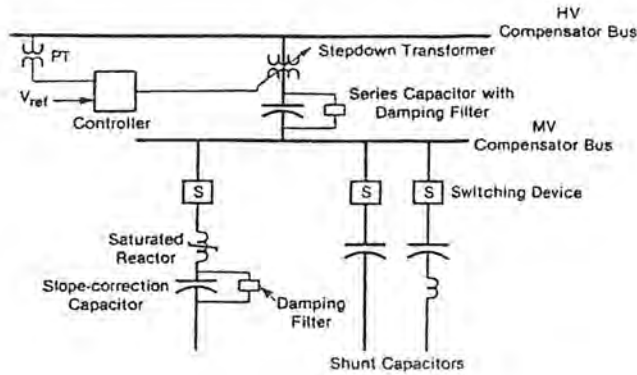 HV
Compensator Bus
PT
Stepdown Transformer
Vref
Controller
Series Capacitor with
Damping Filter
MV
Compensator Bus
S
S
S
Switching Device
Saturated
Reactor
Slope-correction
Capacitor
Damping
Filter
Shunt Capacitors